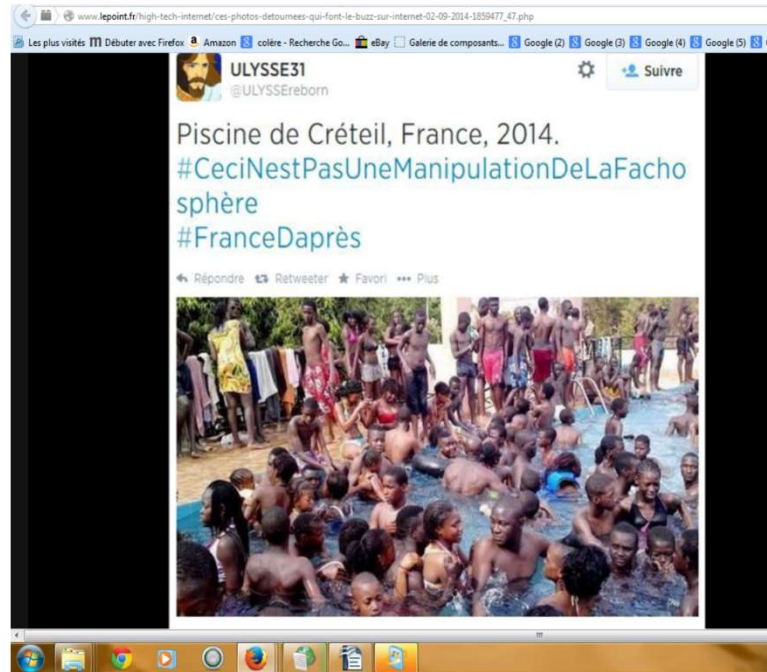 www.lepoint.fr/high-tech-internet/ces-photos-detournees-qui-font-le-buzz-sur-internet-02-09-2014-1859477_47.php
Les plus visités Débuter avec Firefox Amazon colère - Recherche Go... eBay Galerie de composants... Google (2) Google (3) Google (4) Google (5)
ULYSSE31
Suivre
@ULYSSEreborn
Piscine de Créteil, France, 2014.
#CeciNestPasUneManipulationDeLaFacho
sphère
#FranceDaprès
Répondre Retweeter Favori Plus